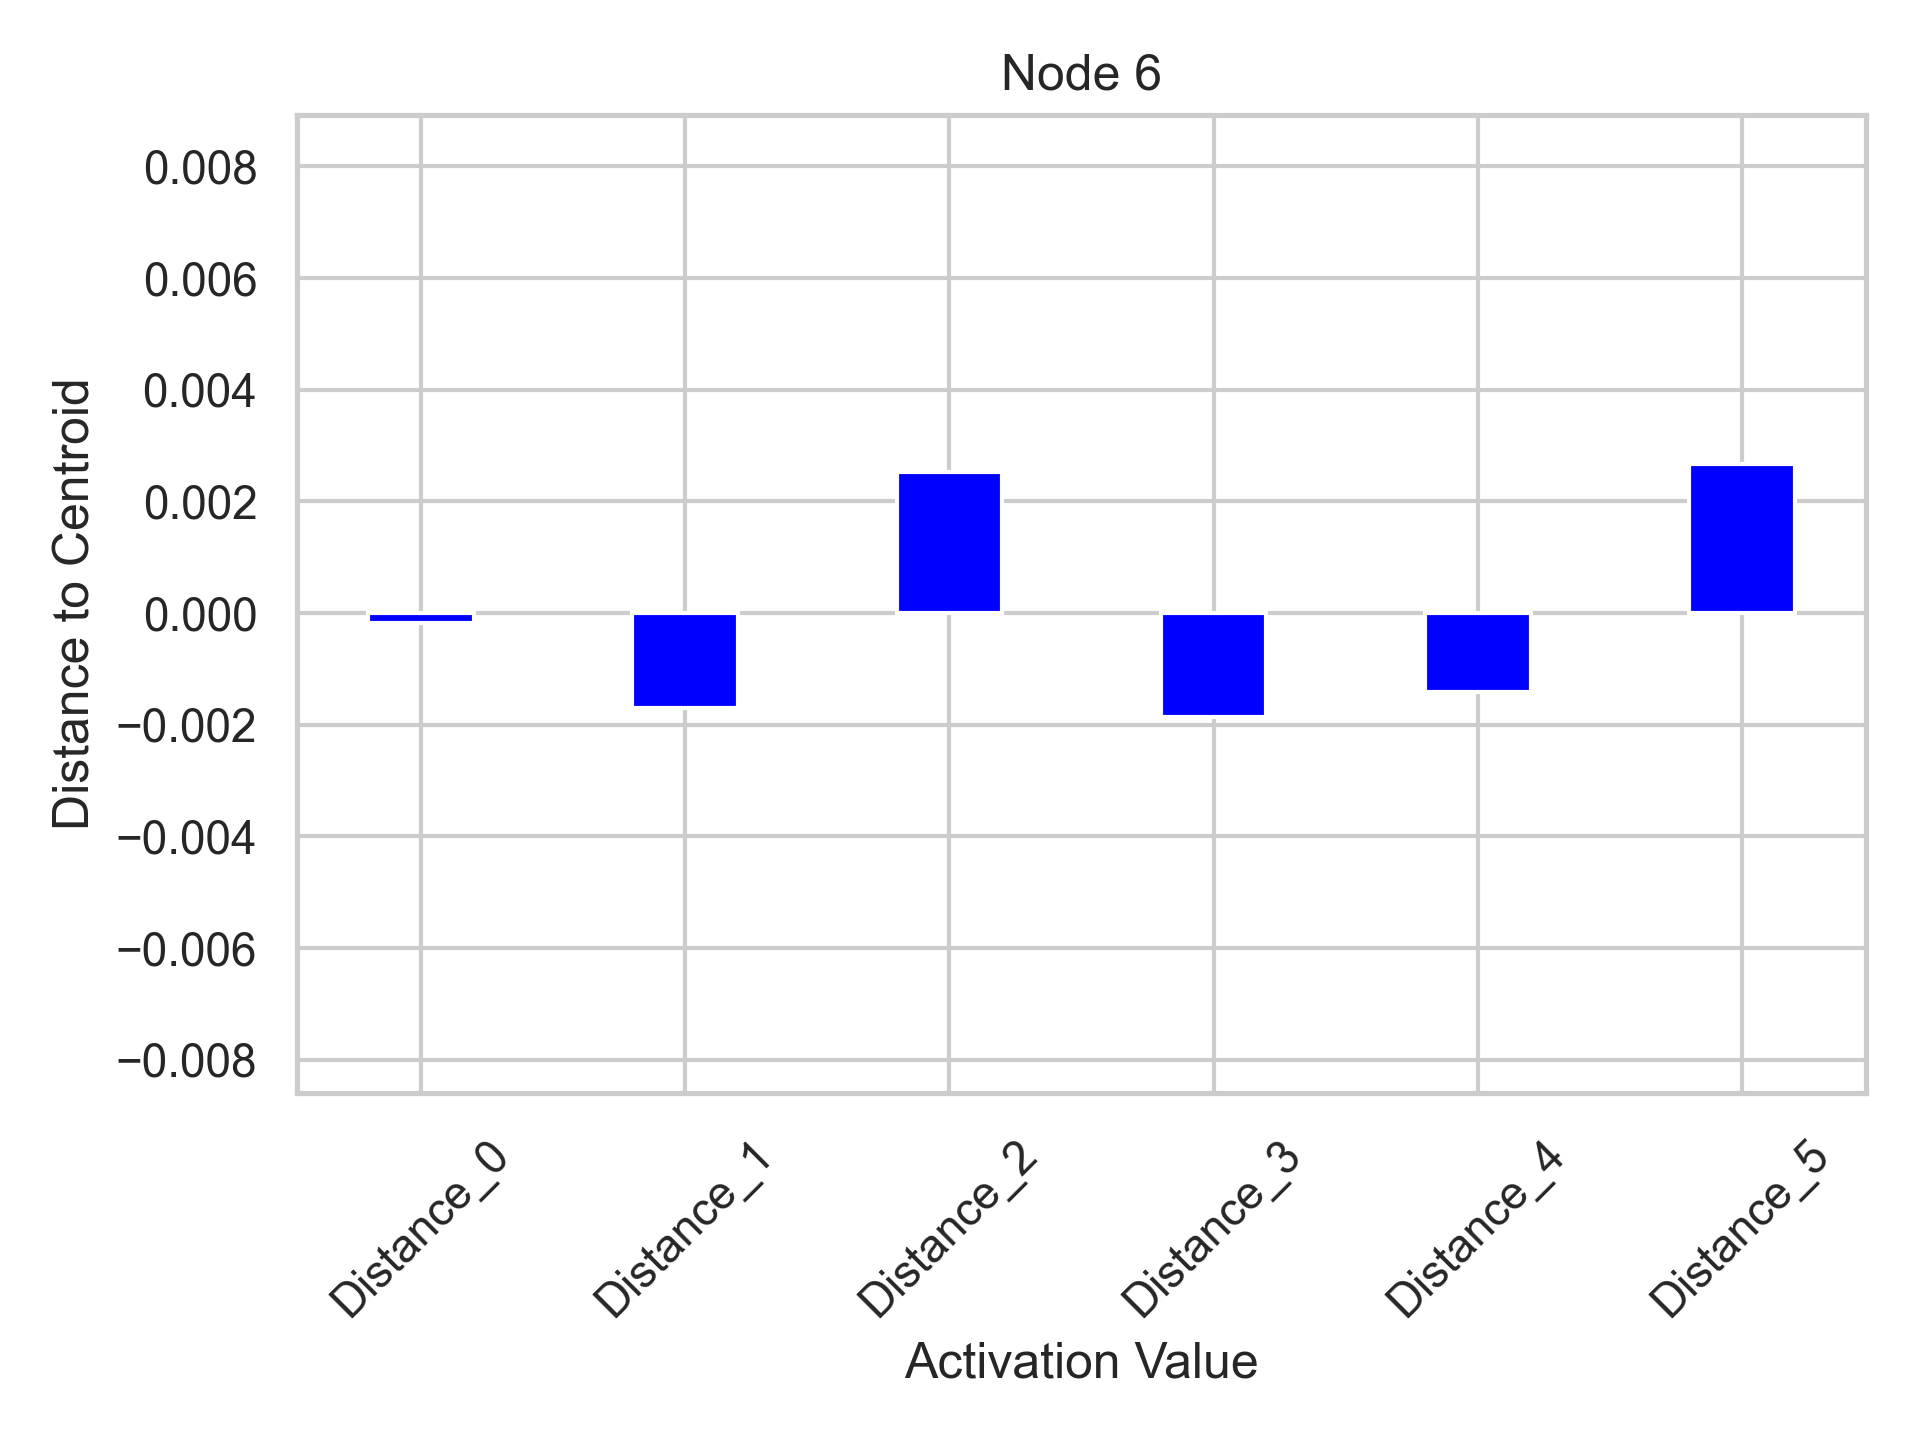 Node 6
0.008
0.006
0.004
0.002
0.000
−0.002
−0.004
−0.006
−0.008
Distance to Centroid
Distance_0
Distance_1
Distance_2
Distance_3
Distance_4
Distance_5
Activation Value